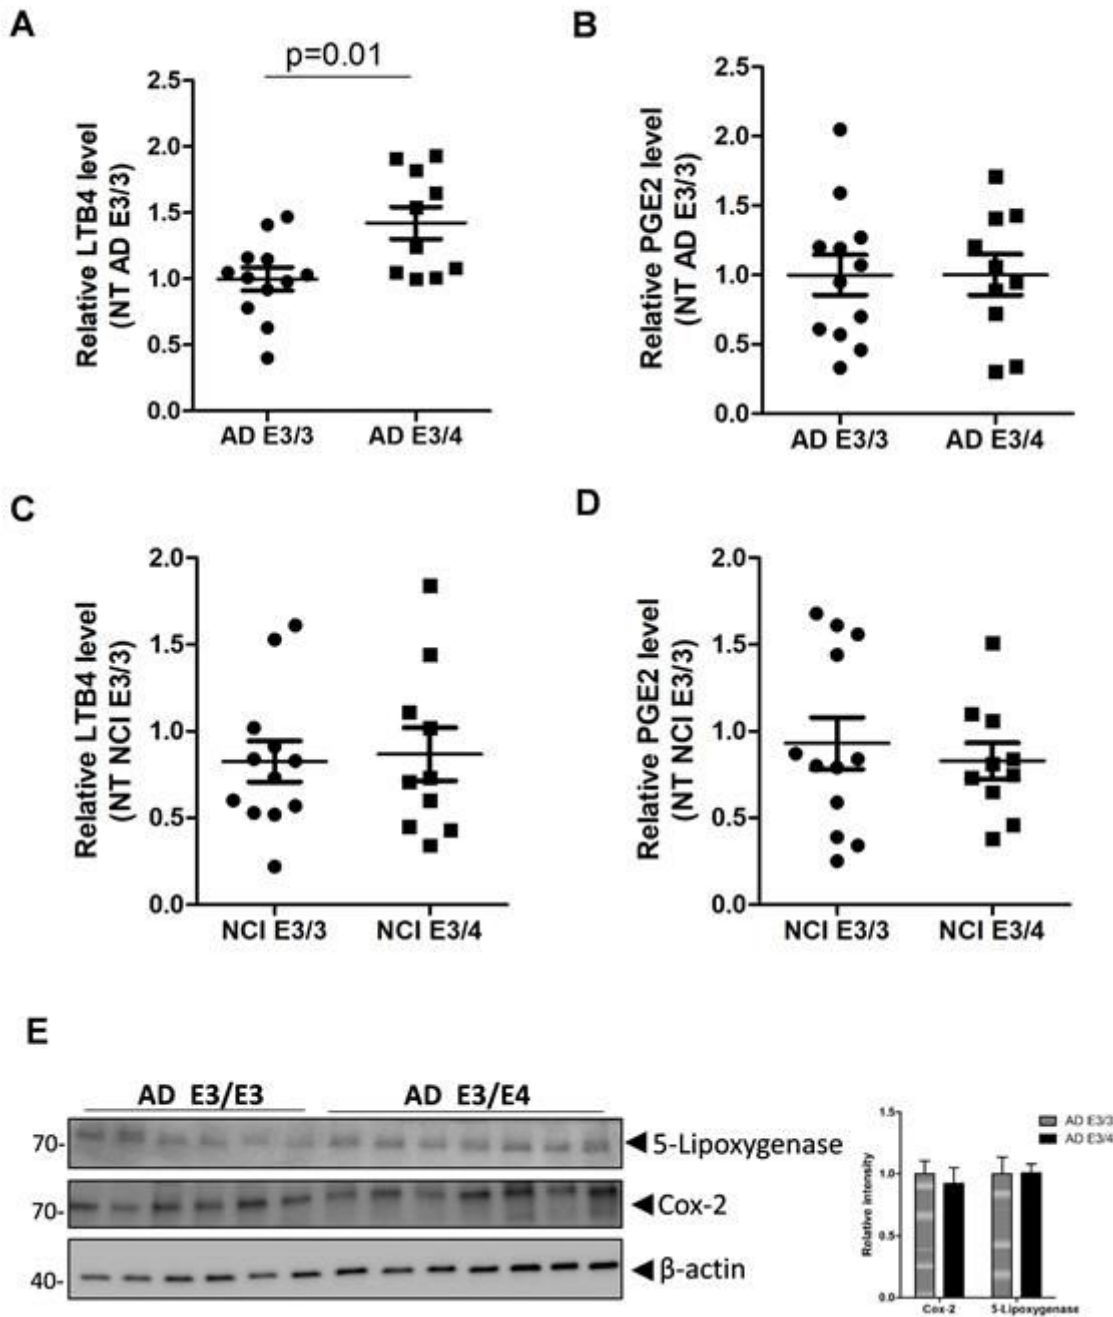 A
p=0.01
Relative LTB4 level
(NT AD E3/3)
2.5
2.0
1.5
1.0
0.5
0.0
AD E3/3 AD E3/4
B
Relative PGE2 level
(NT AD E3/3)
2.5
2.0
1.5
1.0
0.5
0.0
AD E3/3 AD E3/4
C
Relative LTB4 level
(NT NCI E3/3)
2.0
1.5
1.0
0.5
0.0
NCI E3/3 NCI E3/4
D
Relative PGE2 level
(NT NCI E3/3)
2.0
1.5
1.0
0.5
0.0
NCI E3/3 NCI E3/4
E
AD E3/E3 AD E3/E4
70- 5-Lipoxygenase
70- Cox-2
40- β-actin
Relative intensity
1.5
1.0
0.5
0.0
AD E3/3
AD E3/4
Cox-2 5-Lipoxygenase